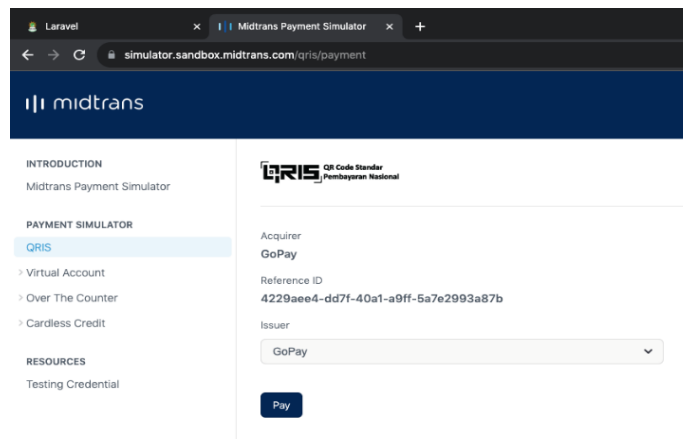 Laravel
Midtrans Payment Simulator
simulator.sandbox.midtrans.com/qris/payment
midtrans
INTRODUCTION
Midtrans Payment Simulator
PAYMENT SIMULATOR
QRIS
Virtual Account
Over The Counter
Cardless Credit
RESOURCES
Testing Credential
QRIS QR Code Standar
Pembayaran Nasional
Acquirer
GoPay
Reference ID
4229aee4-dd7f-40a1-a9ff-5a7e2993a87b
Issuer
GoPay
Pay